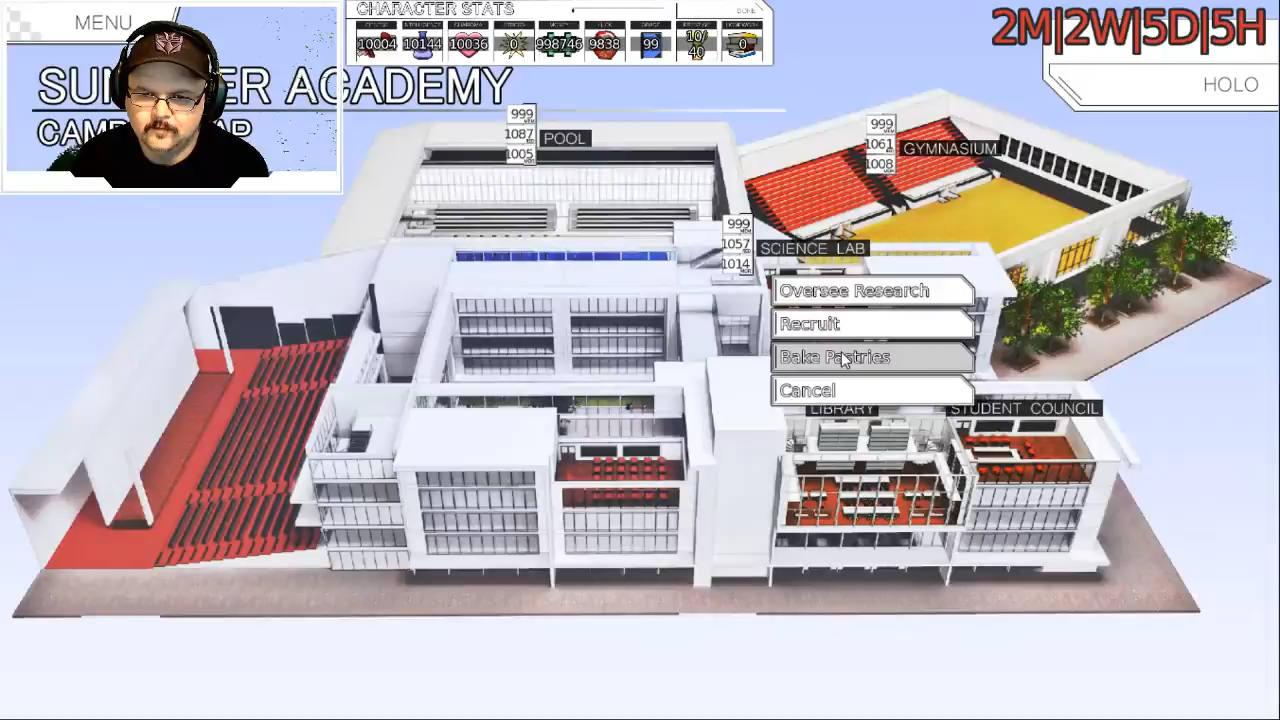 MENU
CHARACTER STATS
DONE
10004 10144 10036 0 998746 9838 99 10/40 0
2M|2W|5D|5H
HOLO
ER ACADEMY
999
1087
1005
POOL
999
1061
1008
GYMNASIUM
999
1057
1014
SCIENCE LAB
Oversee Research
Recruit
Bake Pastries
Cancel
LIBRARY
STUDENT COUNCIL